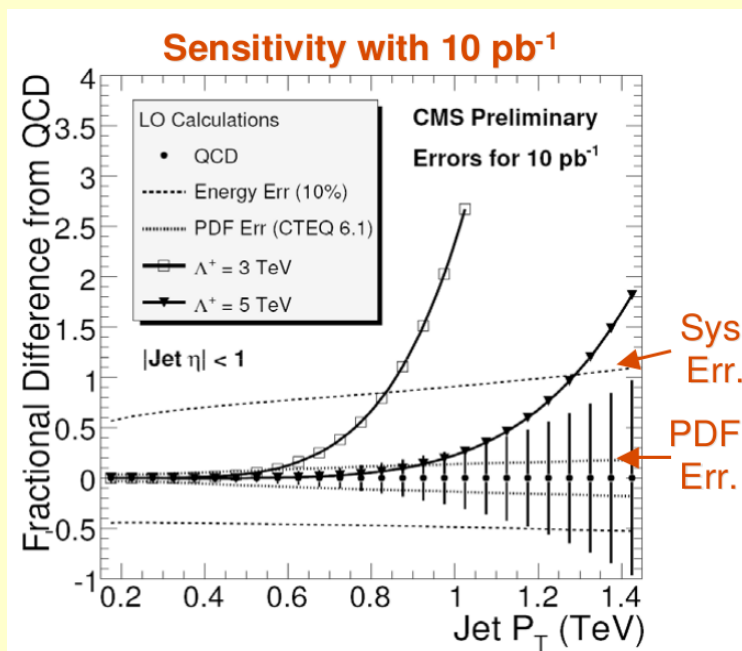 Sensitivity with 10 pb-1
Fractional Difference from QCD
4
3.5
3
2.5
2
1.5
1
0.5
0
-0.5
-1
LO Calculations
QCD
Energy Err (10%)
PDF Err (CTEQ 6.1)
Λ+ = 3 TeV
Λ+ = 5 TeV
CMS Preliminary
Errors for 10 pb-1
|Jet η| < 1
Sys
Err.
PDF
Err.
0.2 0.4 0.6 0.8 1 1.2 1.4
Jet PT (TeV)